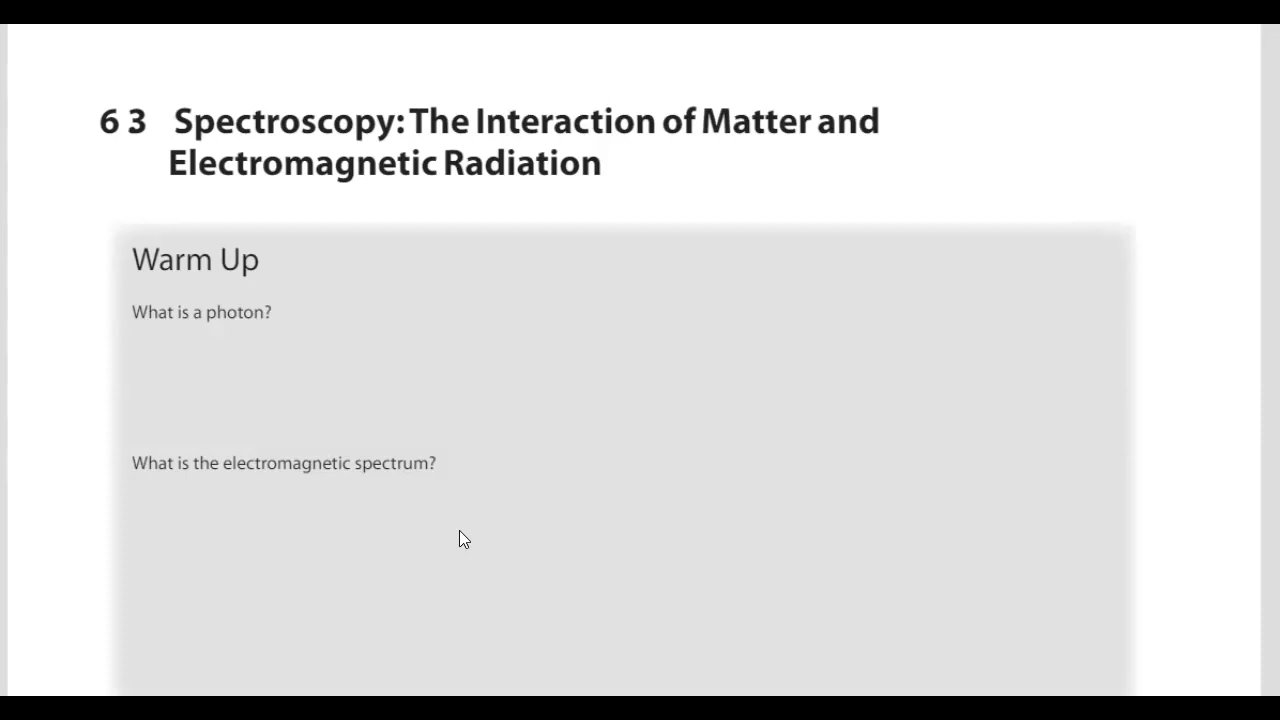 6 3 Spectroscopy: The Interaction of Matter and
Electromagnetic Radiation
Warm Up
What is a photon?
What is the electromagnetic spectrum?